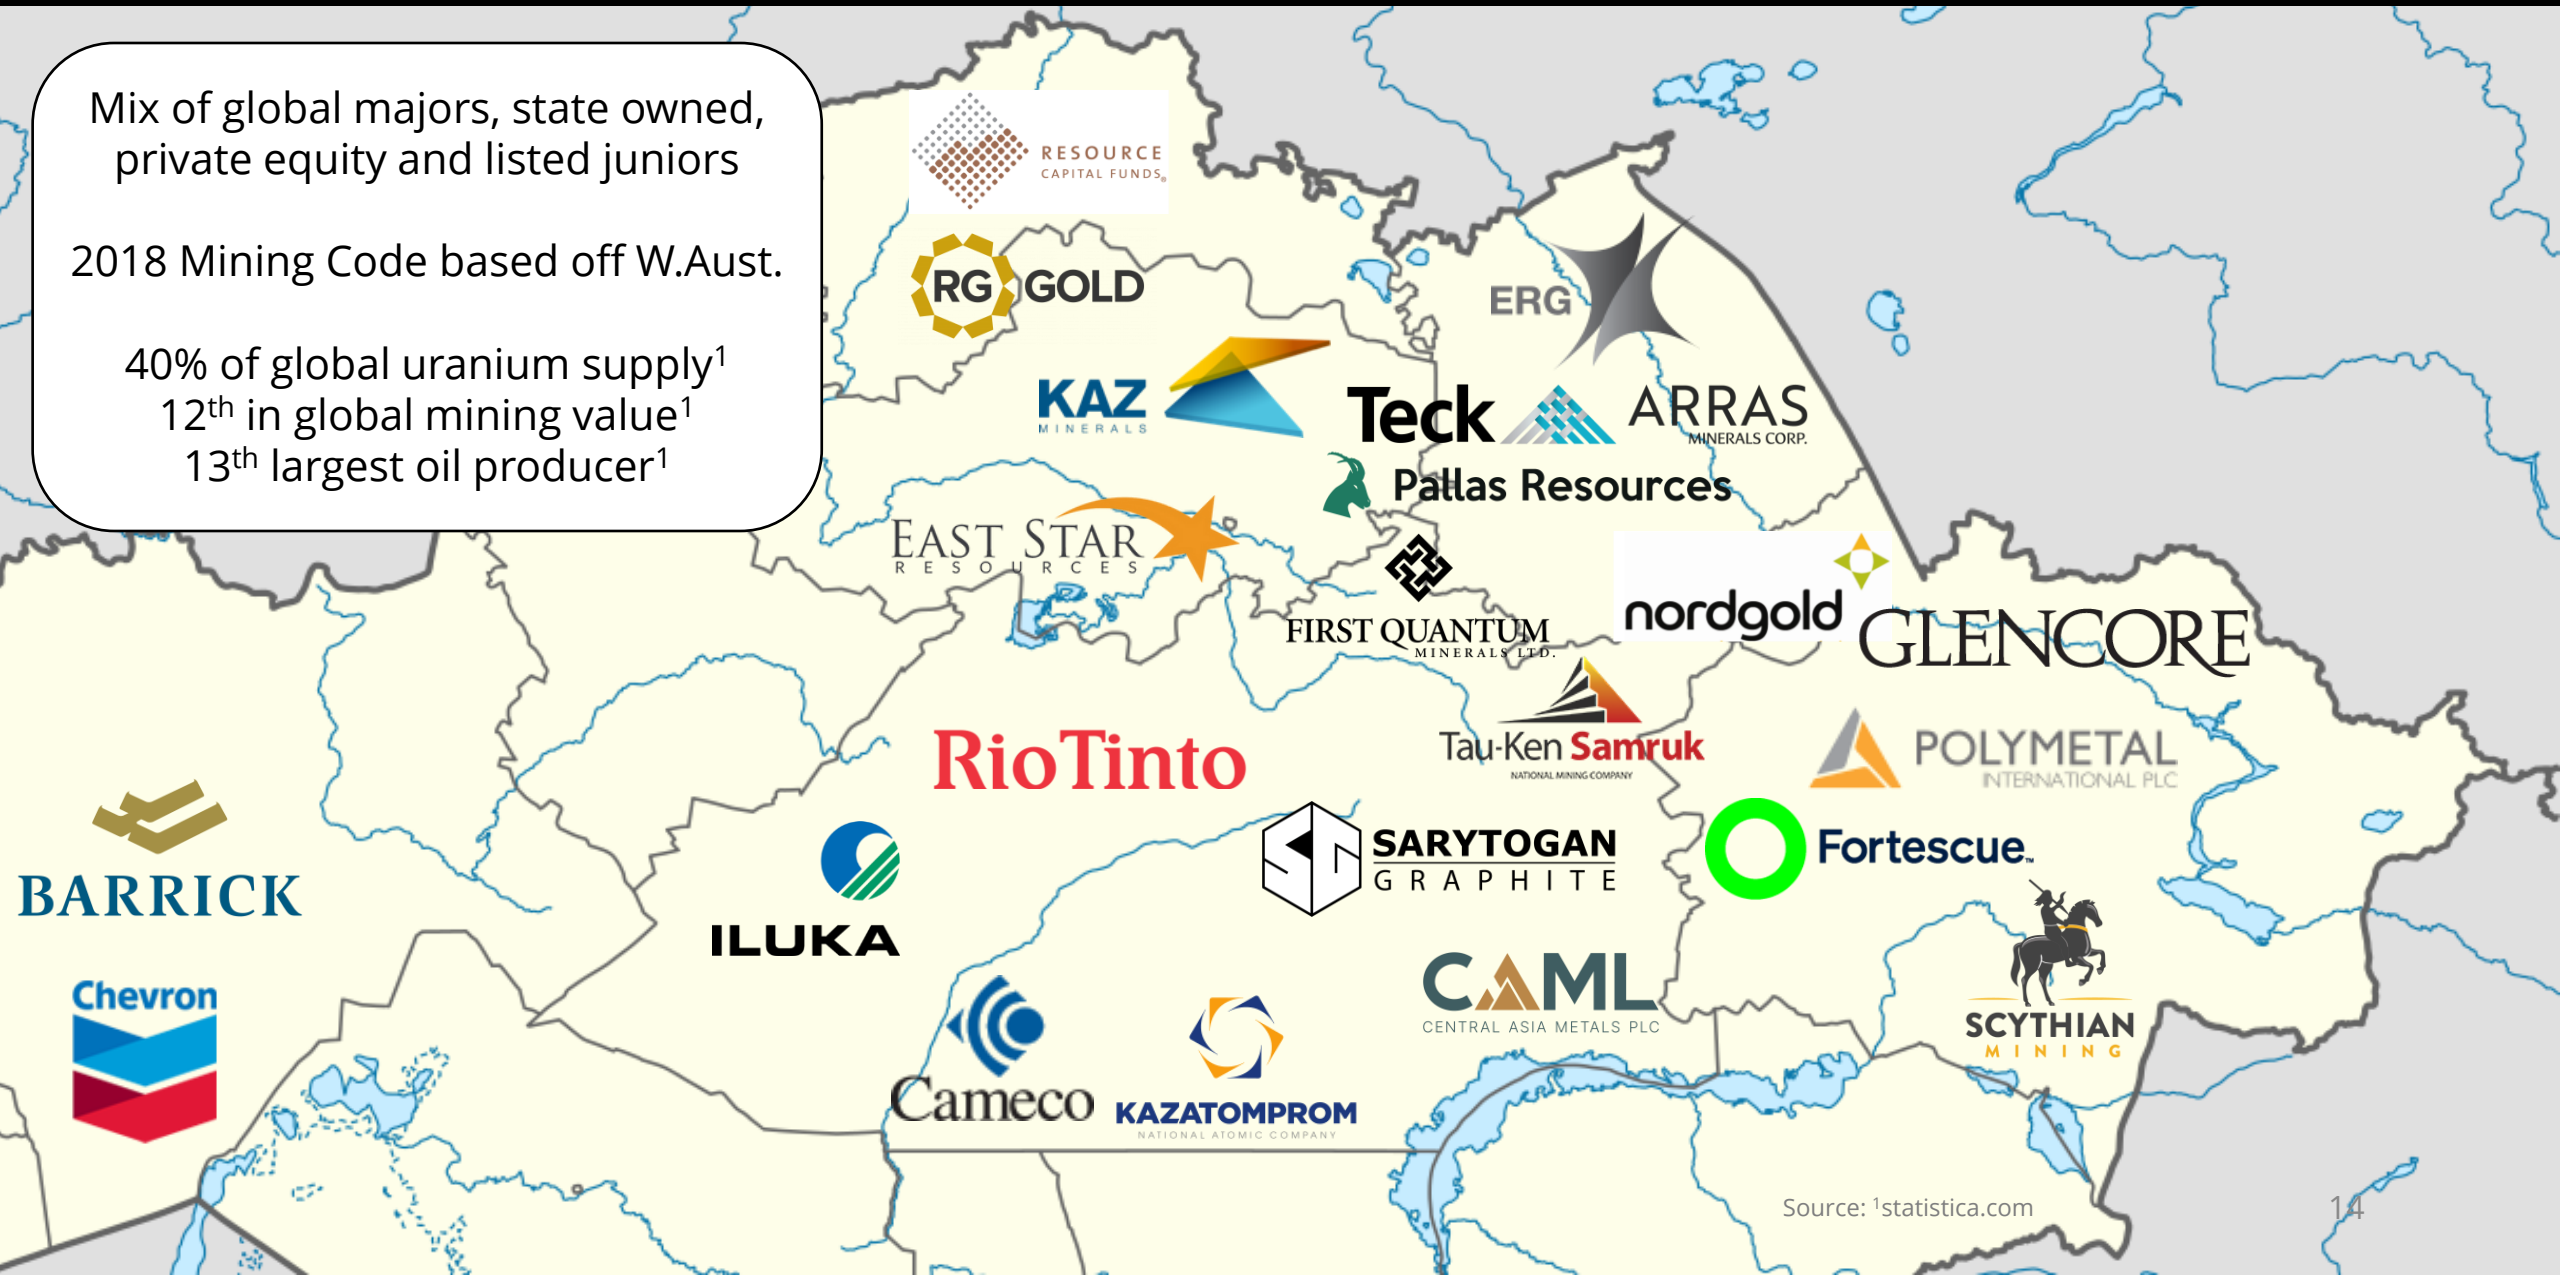 Mix of global majors, state owned,
private equity and listed juniors
2018 Mining Code based off W.Aust.
40% of global uranium supply¹
12th in global mining value¹
13th largest oil producer¹
RESOURCE
CAPITAL FUNDS®
RG GOLD
ERG
KAZ
MINERALS
Teck
ARRAS
MINERALS CORP.
Pallas Resources
EAST STAR
RESOURCES
FIRST QUANTUM
MINERALS LTD.
nordgold
GLENCORE
RioTinto
Tau-Ken Samruk
NATIONAL MINING COMPANY
POLYMETAL
INTERNATIONAL PLC
BARRICK
ILUKA
SARYTOGAN
GRAPHITE
Fortescue™
Chevron
Cameco
KAZATOMPROM
NATIONAL ATOMIC COMPANY
CAML
CENTRAL ASIA METALS PLC
SCYTHIAN
MINING
Source: ¹statistica.com
14